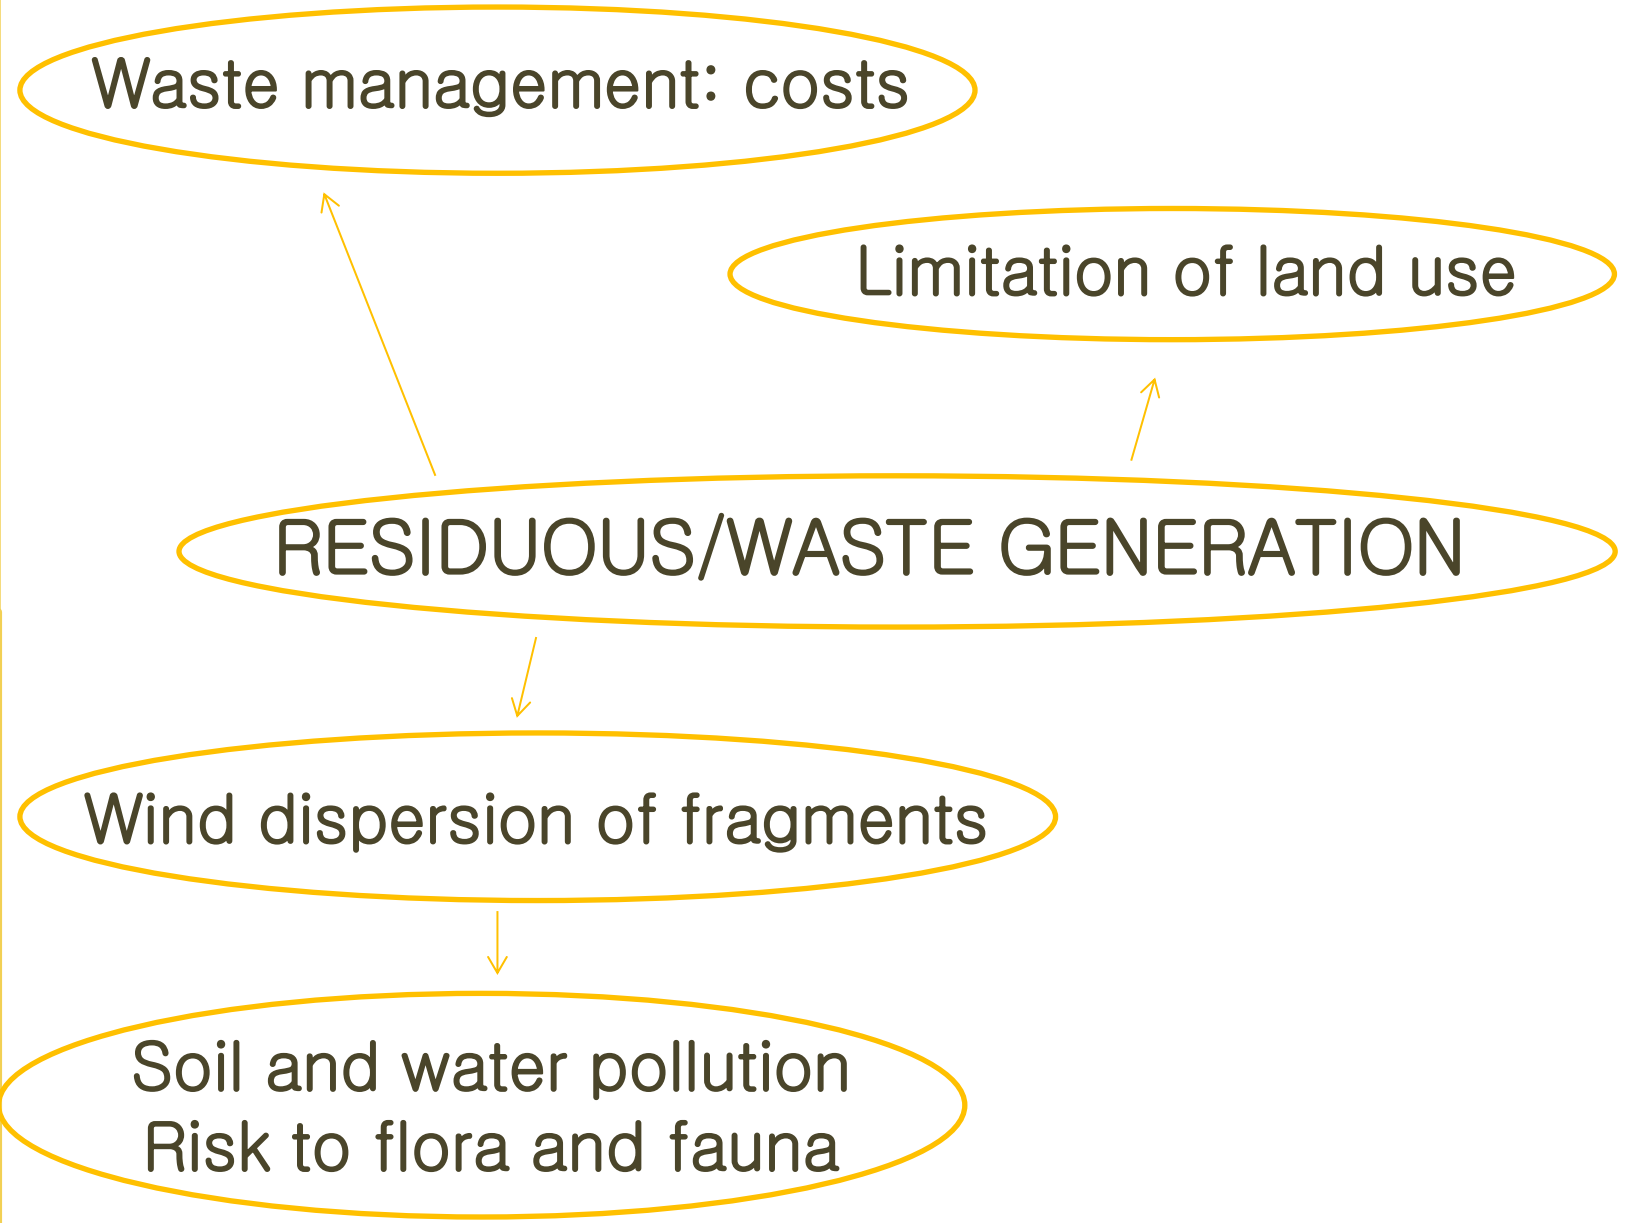 Waste management: costs
Limitation of land use
RESIDUOUS/WASTE GENERATION
Wind dispersion of fragments
Soil and water pollution
Risk to flora and fauna